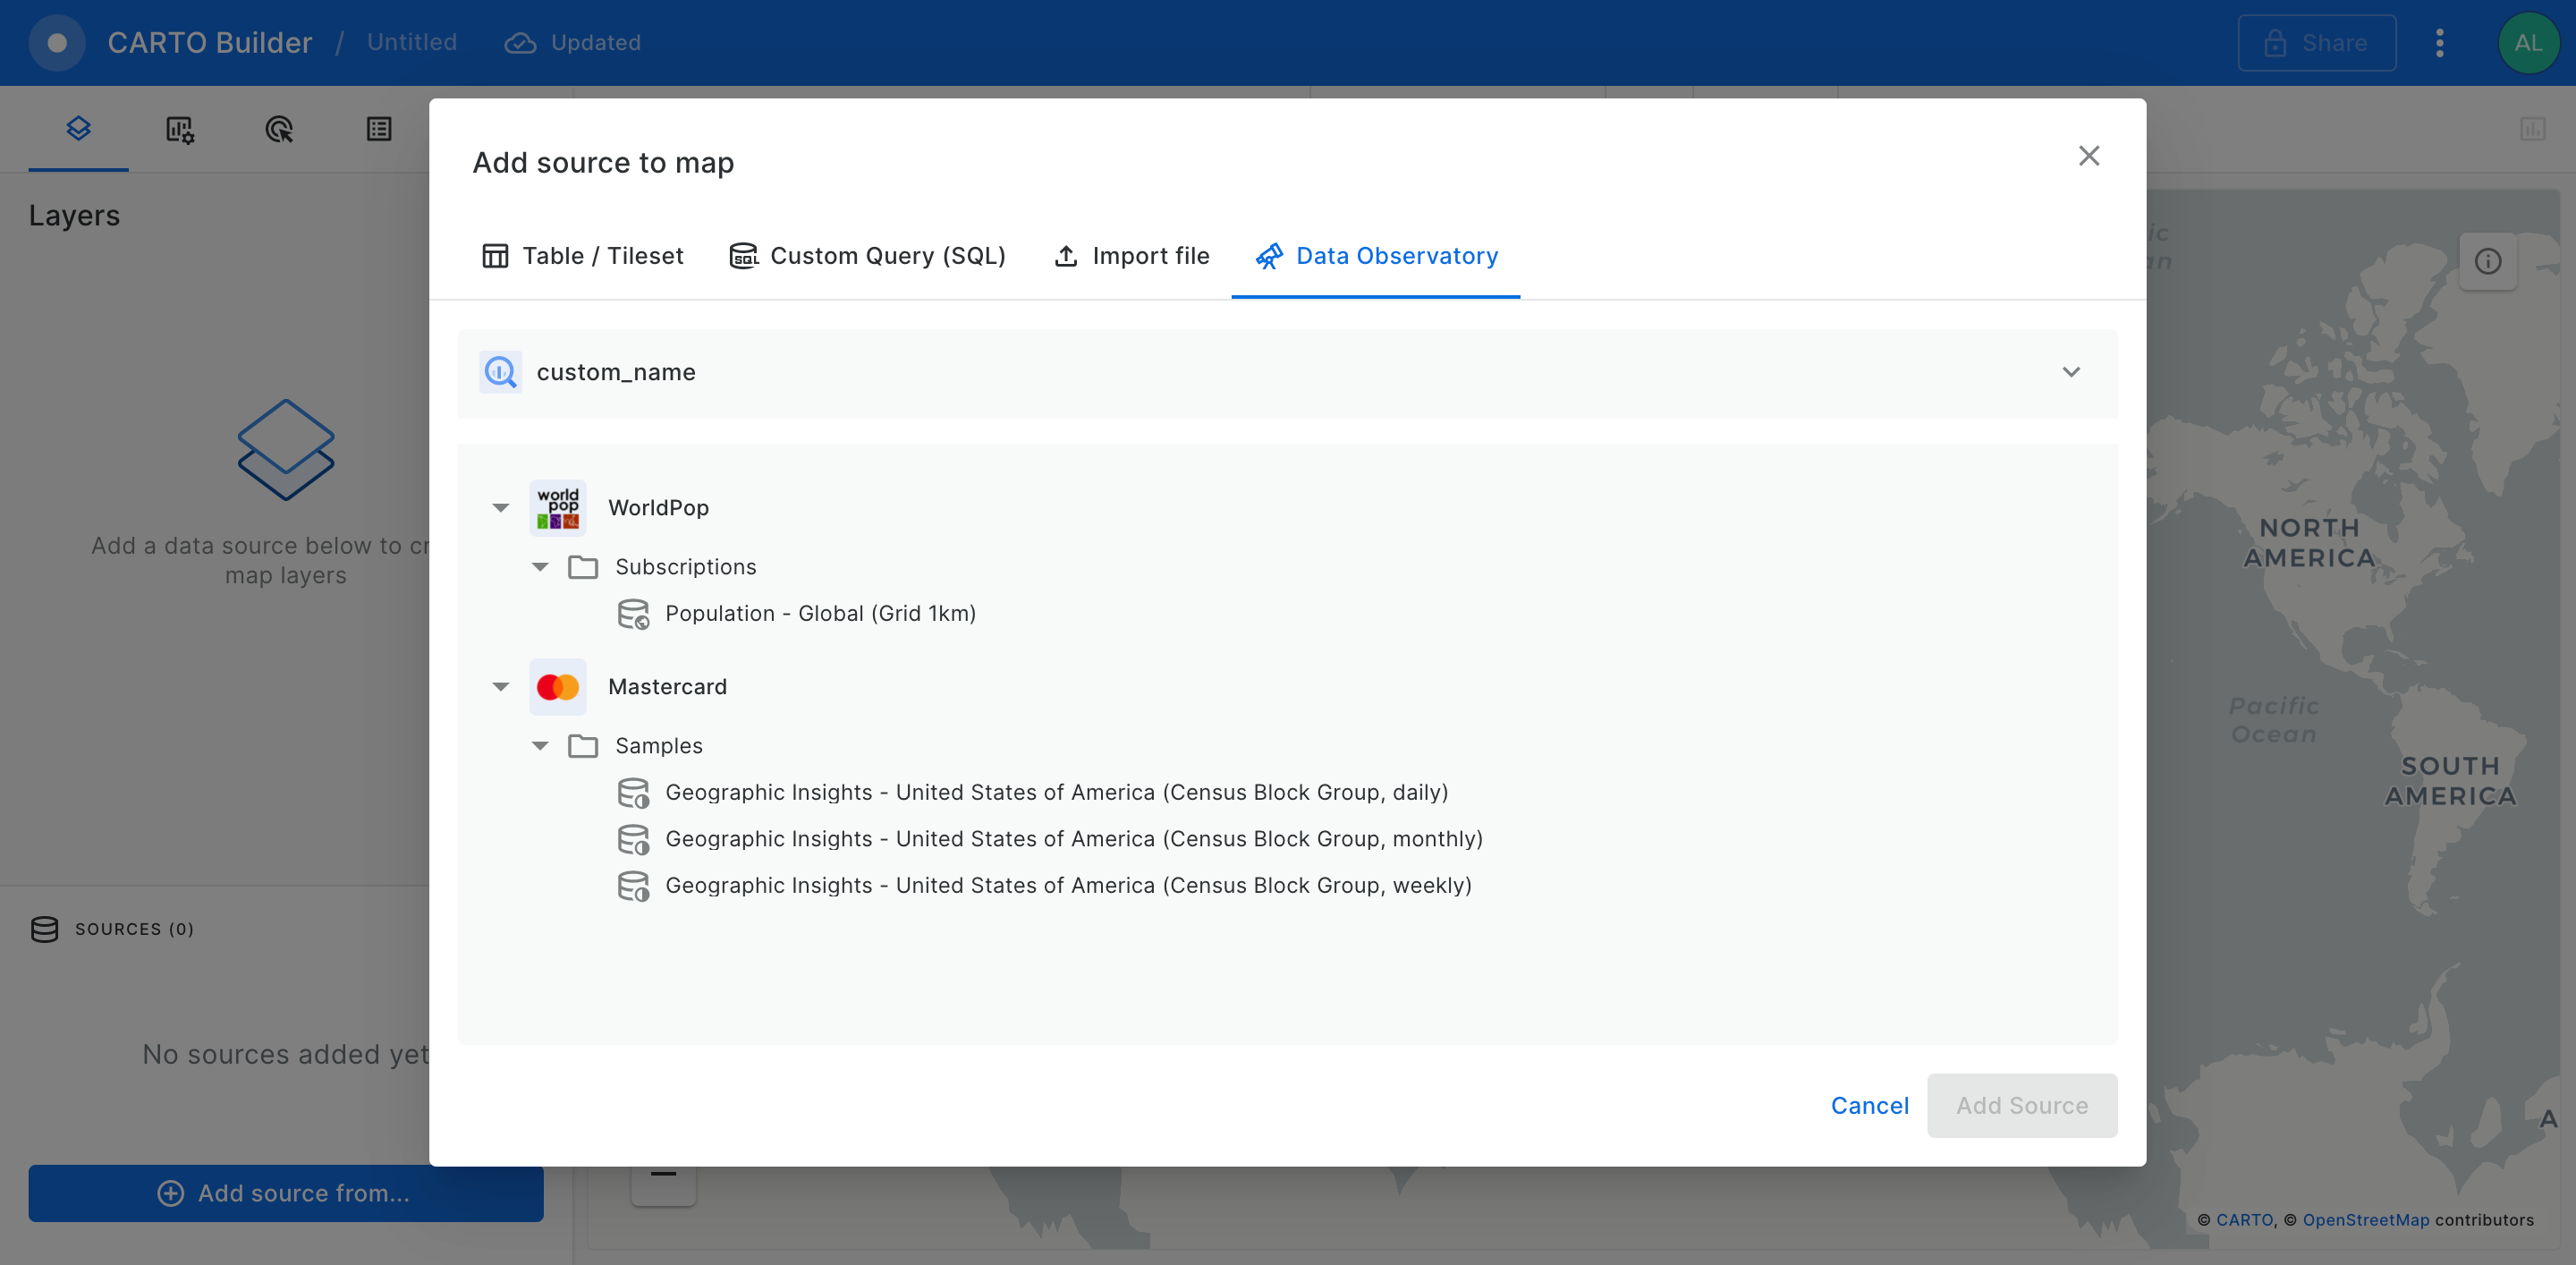 CARTO Builder / Untitled Updated
Share
AL
Layers
Add a data source below to cr
map layers
SOURCES (0)
No sources added yet
Add source from...
Add source to map
Table / Tileset
SQL Custom Query (SQL)
Import file
Data Observatory
custom_name
world
pop
WorldPop
Subscriptions
Population - Global (Grid 1km)
Mastercard
Samples
Geographic Insights - United States of America (Census Block Group, daily)
Geographic Insights - United States of America (Census Block Group, monthly)
Geographic Insights - United States of America (Census Block Group, weekly)
Cancel
Add Source
ic
an
NORTH
AMERICA
Pacific
Ocean
SOUTH
AMERICA
A
© CARTO, © OpenStreetMap contributors